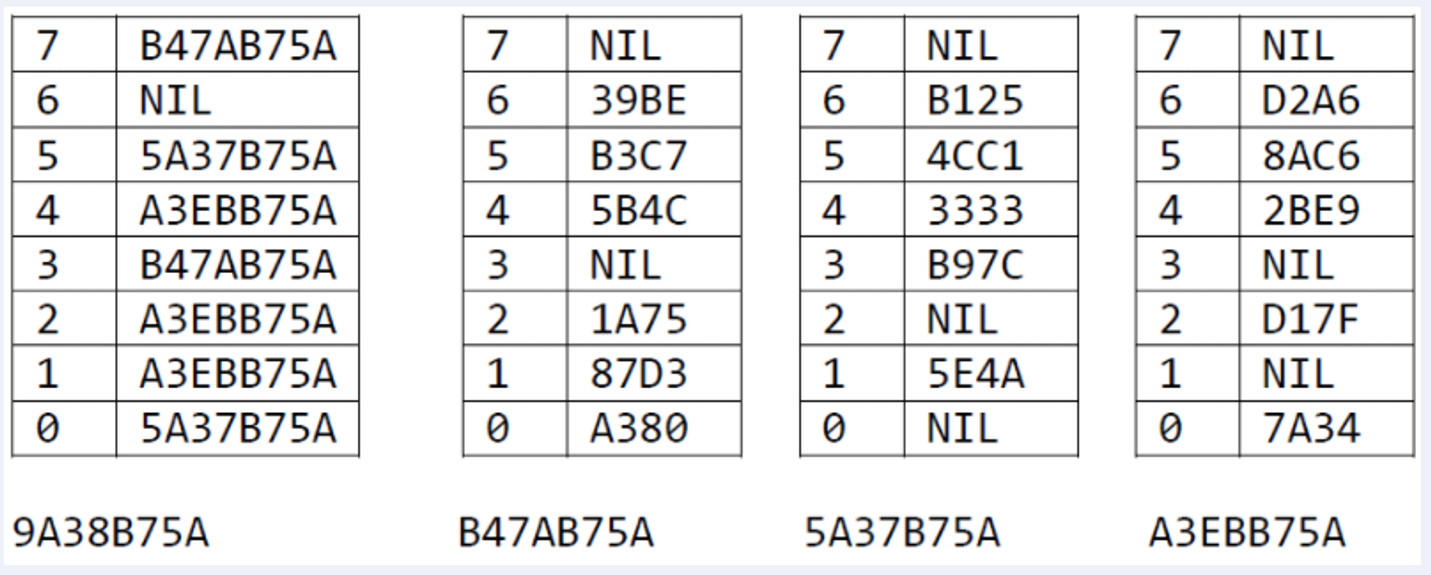 7 B47AB75A 7 NIL 7 NIL 7 NIL
6 NIL 6 39BE 6 B125 6 D2A6
5 5A37B75A 5 B3C7 5 4CC1 5 8AC6
4 A3EBB75A 4 5B4C 4 3333 4 2BE9
3 B47AB75A 3 NIL 3 B97C 3 NIL
2 A3EBB75A 2 1A75 2 NIL 2 D17F
1 A3EBB75A 1 87D3 1 5E4A 1 NIL
0 5A37B75A 0 A380 0 NIL 0 7A34
9A38B75A B47AB75A 5A37B75A A3EBB75A